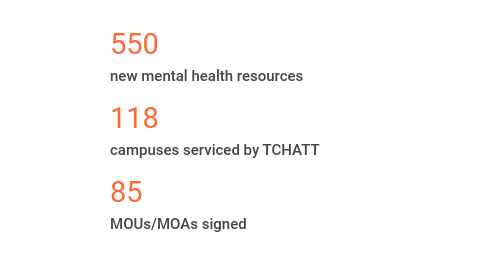 550
new mental health resources
118
campuses serviced by TCHATT
85
MOUs/MOAs signed